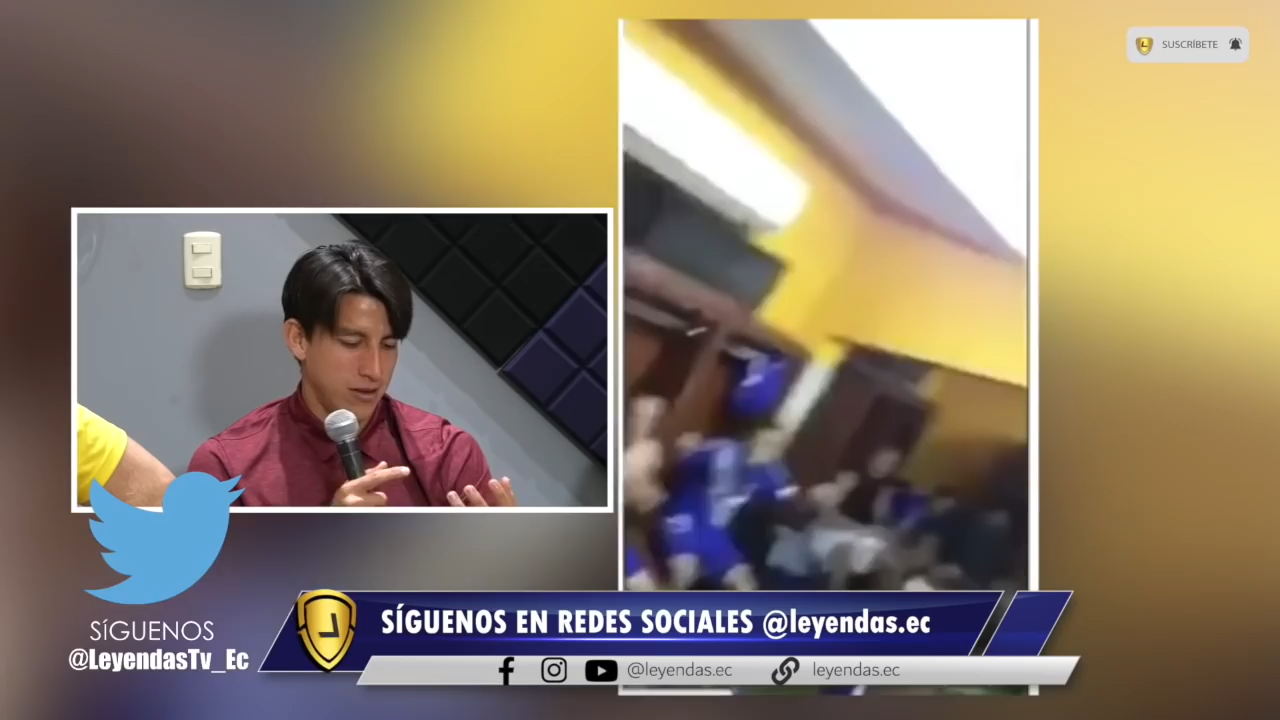 SUSCRÍBETE
SÍGUENOS
@LeyendasTv_Ec
SÍGUENOS EN REDES SOCIALES @leyendas.ec
@leyendas.ec
leyendas.ec